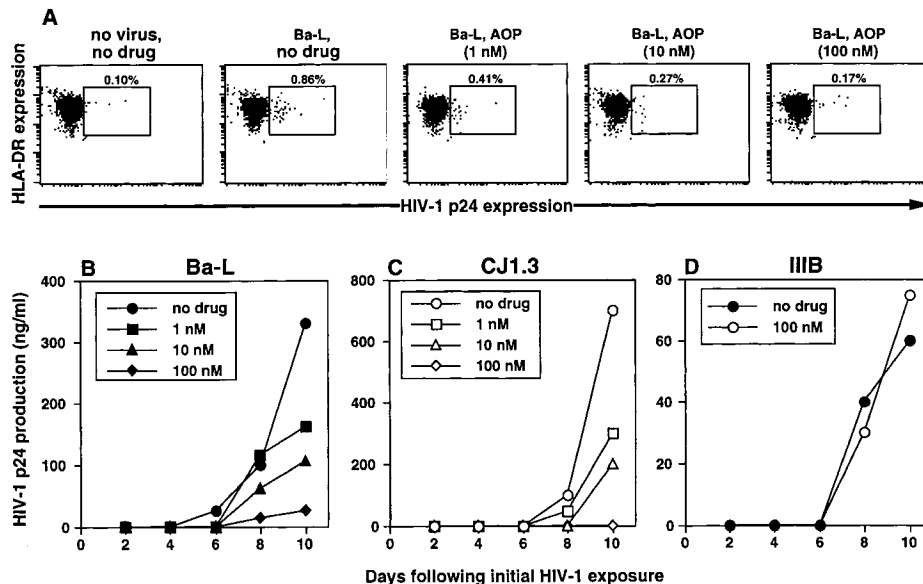 A
no virus,
no drug
Ba-L,
no drug
Ba-L, AOP
(1 nM)
Ba-L, AOP
(10 nM)
Ba-L, AOP
(100 nM)
HLA-DR expression
0.10%
0.86%
0.41%
0.27%
0.17%
HIV-1 p24 expression
B
Ba-L
HIV-1 p24 production (ng/ml)
400
300
200
100
0
no drug
1 nM
10 nM
100 nM
0 2 4 6 8 10
C
CJ1.3
800
600
400
200
0
no drug
1 nM
10 nM
100 nM
0 2 4 6 8 10
D
IIIB
80
60
40
20
0
no drug
100 nM
0 2 4 6 8 10
Days following initial HIV-1 exposure